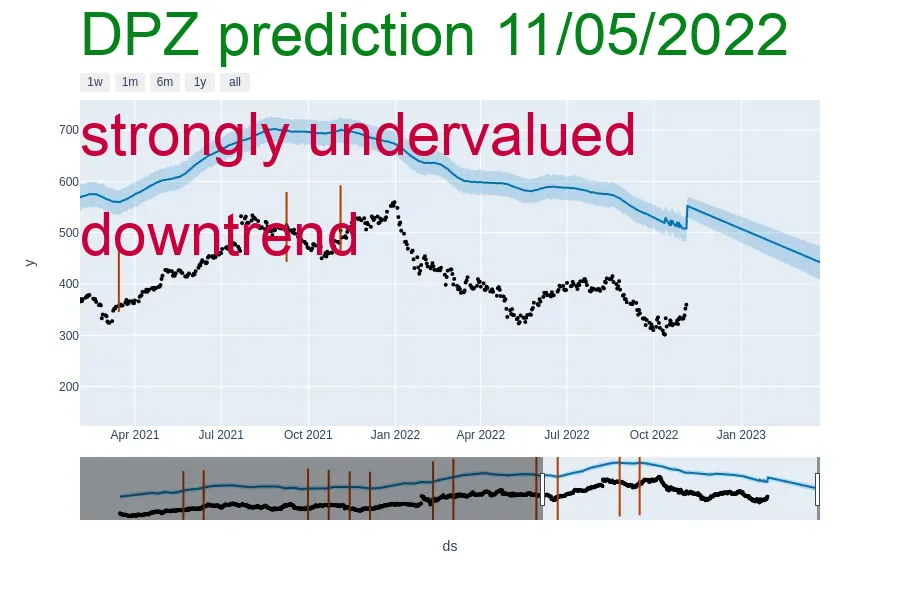 DPZ prediction 11/05/2022
1w 1m 6m 1y all
strongly undervalued
downtrend
700
600
500
400
300
200
y
Apr 2021 Jul 2021 Oct 2021 Jan 2022 Apr 2022 Jul 2022 Oct 2022 Jan 2023
ds